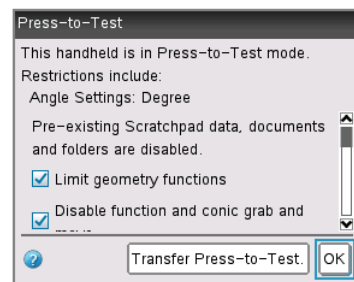 Press-to-Test
This handheld is in Press-to-Test mode.
Restrictions include:
Angle Settings: Degree
Pre-existing Scratchpad data, documents
and folders are disabled.
Limit geometry functions
Disable function and conic grab and
Transfer Press-to-Test.
OK